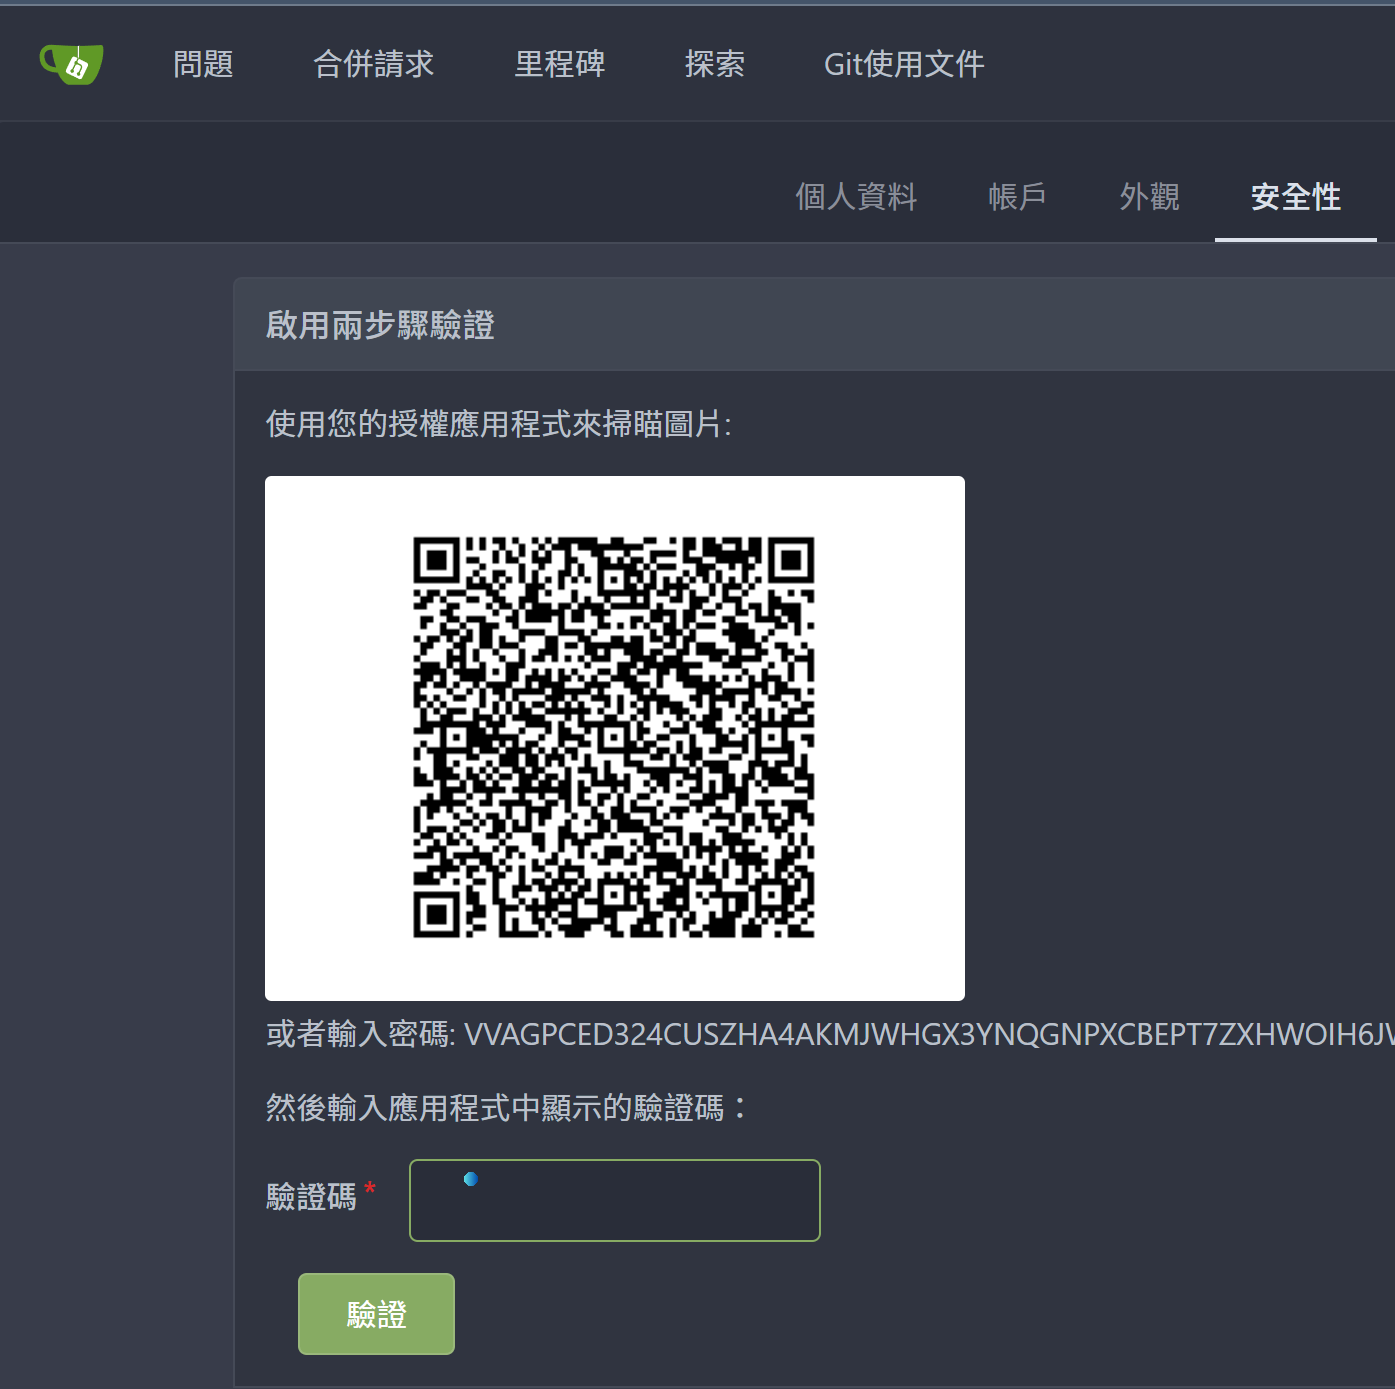 問題 合併請求 里程碑 探索 Git使用文件
個人資料 帳戶 外觀 安全性
啟用兩步驟驗證
使用您的授權應用程式來掃瞄圖片:
或者輸入密碼: VVAGPCED324CUSZHA4AKMJWHGX3YNQGNPXCBEPT7ZXHWOIH6JW
然後輸入應用程式中顯示的驗證碼：
驗證碼 *
驗證